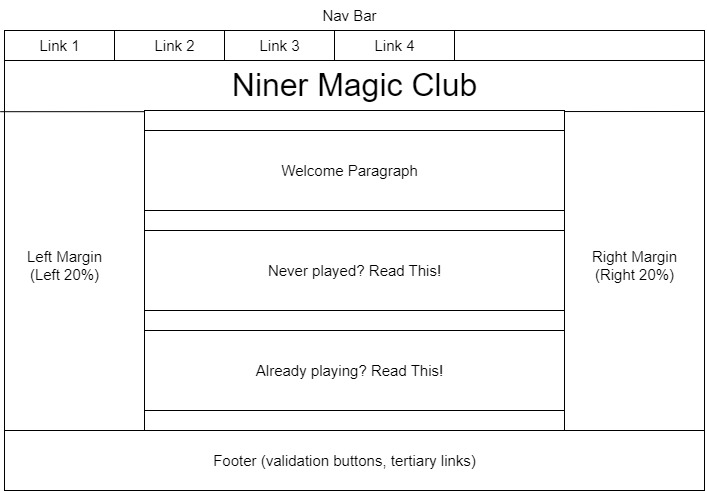 Nav Bar
Link 1
Link 2
Link 3
Link 4
Niner Magic Club
Welcome Paragraph
Left Margin
(Left 20%)
Never played? Read This!
Right Margin
(Right 20%)
Already playing? Read This!
Footer (validation buttons, tertiary links)